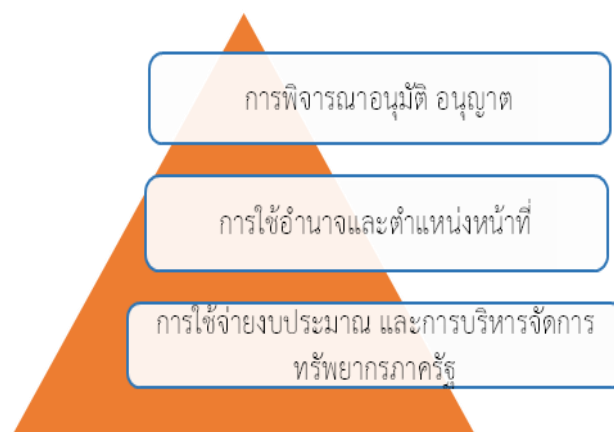 การพิจารณาอนุมัติ อนุญาต
การใช้อำนาจและตำแหน่งหน้าที่
การใช้จ่ายงบประมาณ และการบริหารจัดการ
ทรัพยากรภาครัฐ